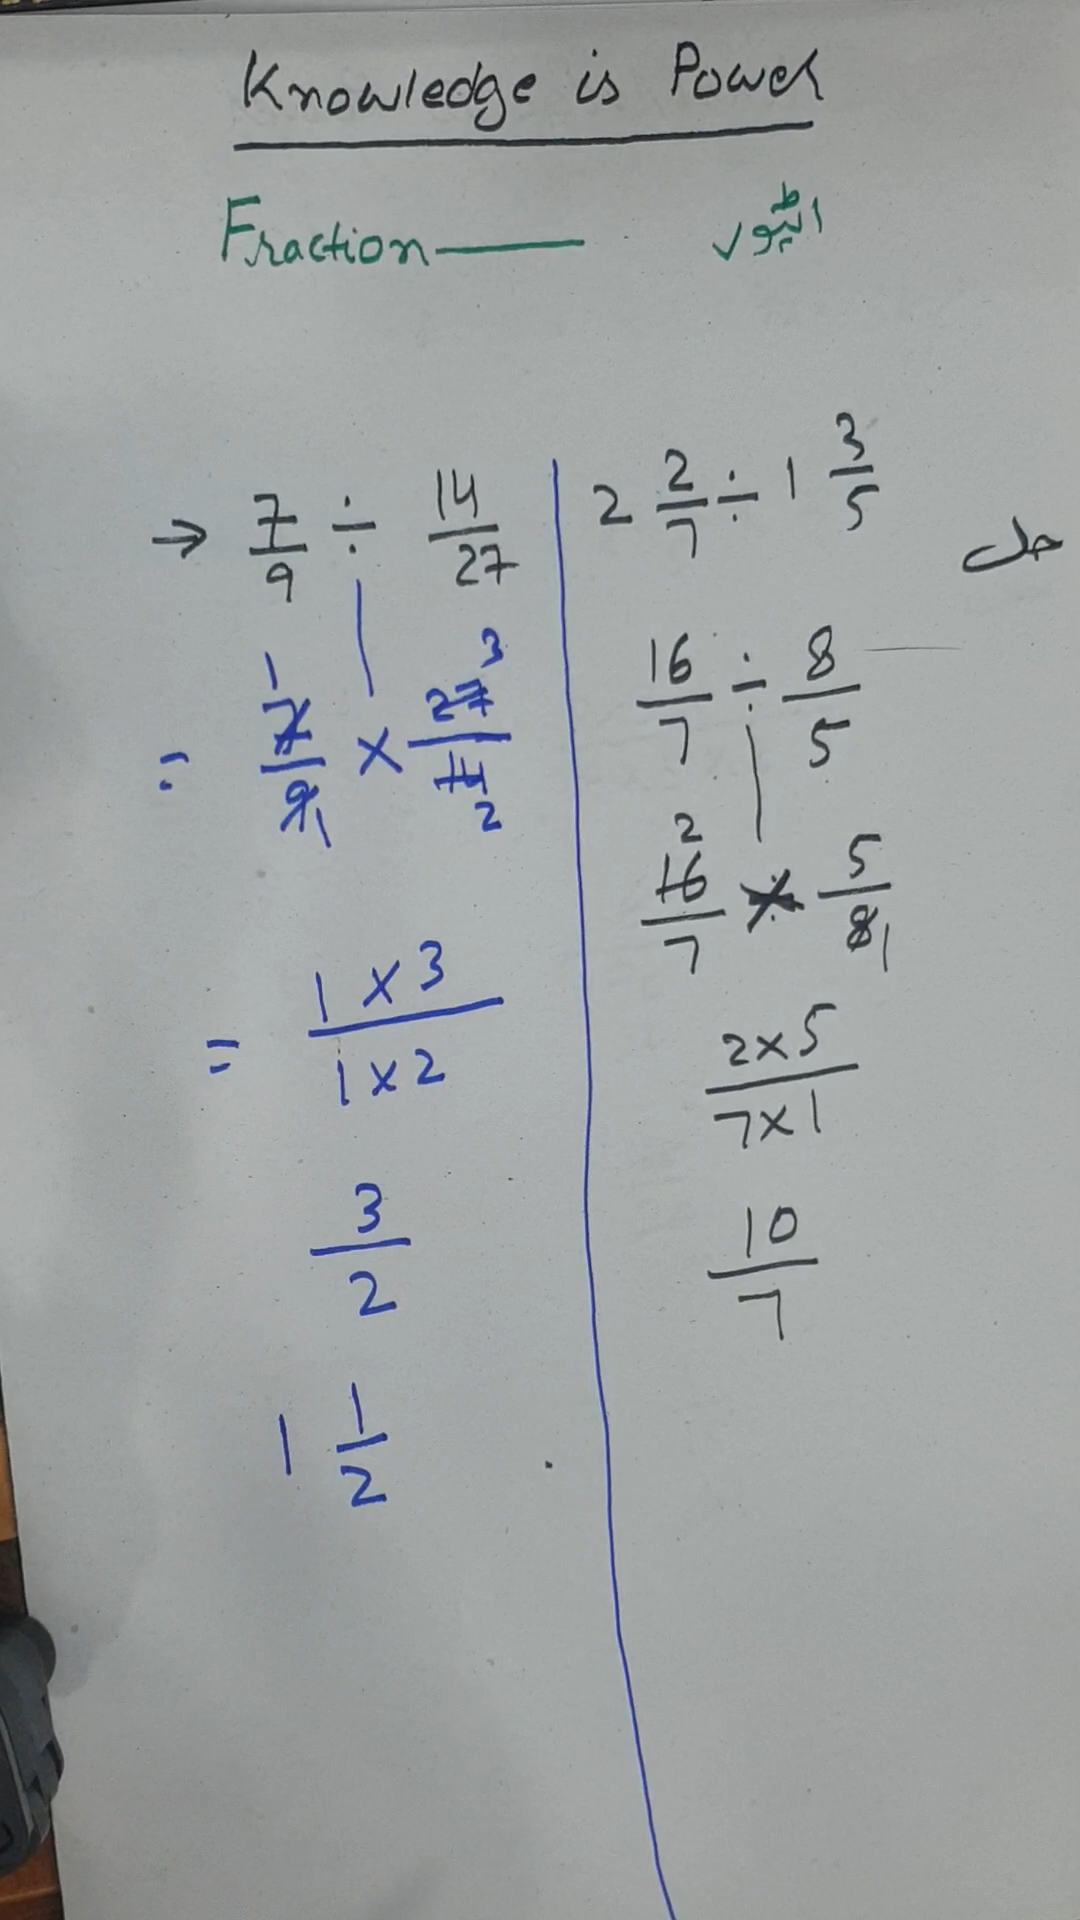 Knowledge is Power
Fraction —
→ 7/9 ÷ 14/27
= 1 7/9 1 × 27 3/14 2
= 1 × 3 / 1 × 2
3/2
1 1/2
2 2/7 ÷ 1 3/5
حل
16/7 ÷ 8/5
2 16/7 × 5/8 1
2 × 5 / 7 × 1
10/7